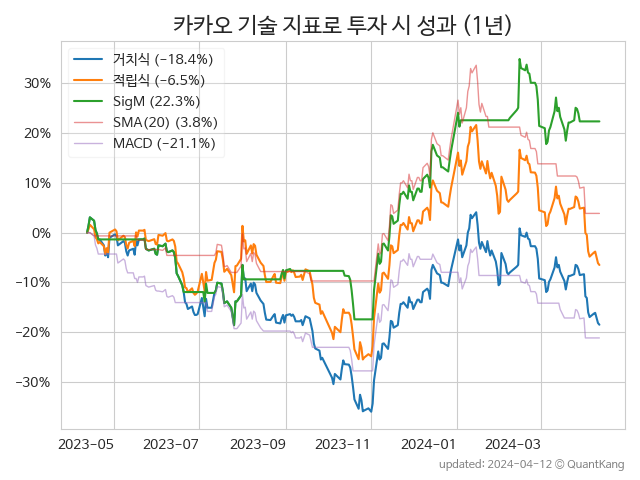 카카오 기술 지표로 투자 시 성과 (1년)
거치식 (−18.4%)
적립식 (−6.5%)
SigM (22.3%)
SMA(20) (3.8%)
MACD (−21.1%)
30%
20%
10%
0%
−10%
−20%
−30%
2023−05 2023−07 2023−09 2023−11 2024−01 2024−03
updated: 2024−04−12 © QuantKang